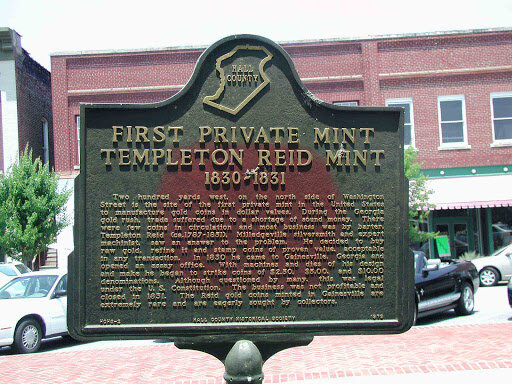 HALL
COUNTY
FIRST PRIVATE MINT
TEMPLETON REID MINT
1830-1831
Two hundred yards west, on the north side of Washington
Street is the site of the first private mint in the United States
to manufacture gold coins in dollar values. During the Georgia
gold rush, trade suffered due to a shortage of sound money. There
were few coins in circulation and most business was by barter.
Templeton Reid (ca.1787-1851), Milledgeville silversmith and expert
machinist, saw an answer to the problem. He decided to buy
raw gold, refine it and stamp coins of proven value, acceptable
in any transaction. In 1830 he came to Gainesville, Georgia and
opened an assay office. With machines and dies of his design
and make he began to strike coins of $2.50, $5.00, and $10.00
denominations. Although questioned by many, this was legal
under the U.S. Constitution. The business was not profitable and
closed in 1831. The Reid gold coins minted in Gainesville are
extremely rare and are eagerly sought by collectors.
HALL COUNTY HISTORICAL SOCIETY
1979